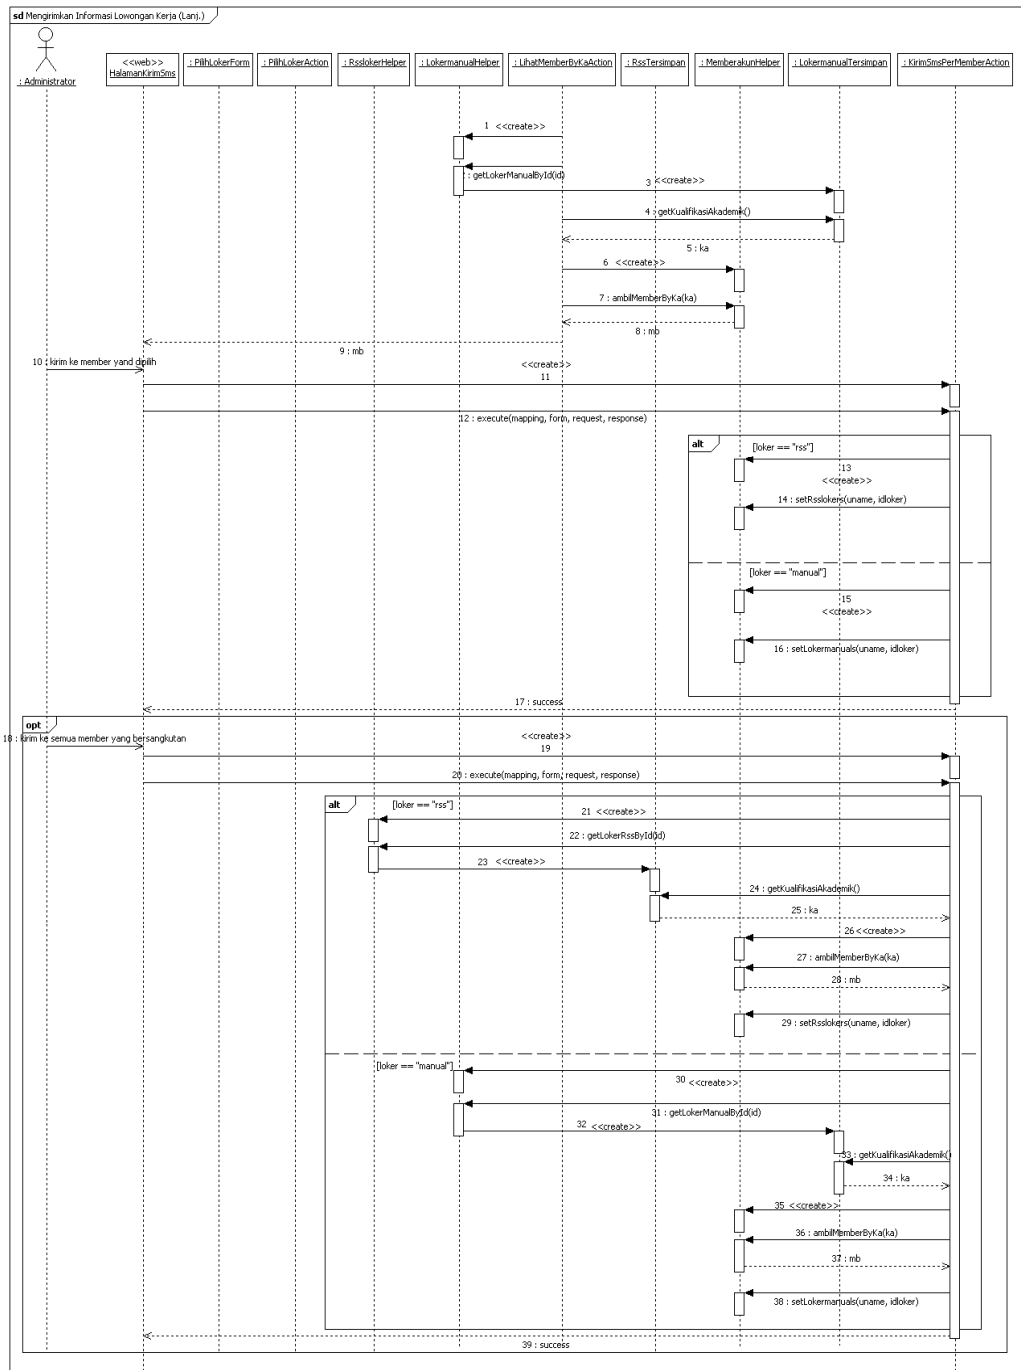 sd Mengirimkan Informasi Lowongan Kerja (Lanj.)
: Administrator
<<web>>
HalamanKirimSms
: PilihLokerForm
: PilihLokerAction
: RsslokerHelper
: LokermanualHelper
: LihatMemberByKaAction
: RssTersimpan
: MemberakunHelper
: LokermanualTersimpan
: KirimSmsPerMemberAction
1 <<create>>
: getLokerManualById(id)
3 <<create>>
4 : getKualifikasiAkademik()
5 : ka
6 <<create>>
7 : ambilMemberByKa(ka)
8 : mb
9 : mb
10 : kirim ke member yand dipilih
<<create>>
11
12 : execute(mapping, form, request, response)
alt
[loker == "rss"]
13
<<create>>
14 : setRsslokers(uname, idloker)
[loker == "manual"]
15
<<create>>
16 : setLokermanuals(uname, idloker)
17 : success
opt
18 : kirim ke semua member yang bersangkutan
<<create>>
19
20 : execute(mapping, form, request, response)
alt
[loker == "rss"]
21 <<create>>
22 : getLokerRssById(id)
23 <<create>>
24 : getKualifikasiAkademik()
25 : ka
26 <<create>>
27 : ambilMemberByKa(ka)
28 : mb
29 : setRsslokers(uname, idloker)
[loker == "manual"]
30 <<create>>
31 : getLokerManualById(id)
32 <<create>>
33 : getKualifikasiAkademik()
34 : ka
35 <<create>>
36 : ambilMemberByKa(ka)
37 : mb
38 : setLokermanuals(uname, idloker)
39 : success